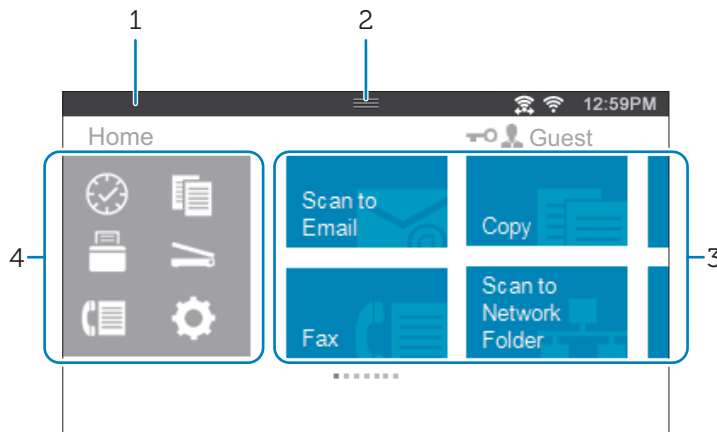 1
2
12:59PM
Home
Guest
Scan to
Email
Copy
4
3
Fax
Scan to
Network
Folder